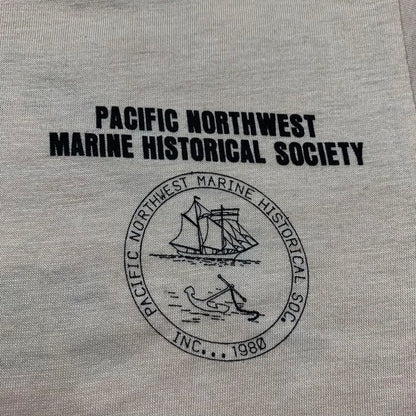 PACIFIC NORTHWEST
MARINE HISTORICAL SOCIETY
PACIFIC NORTHWEST MARINE HISTORICAL SOC.
INC... 1980